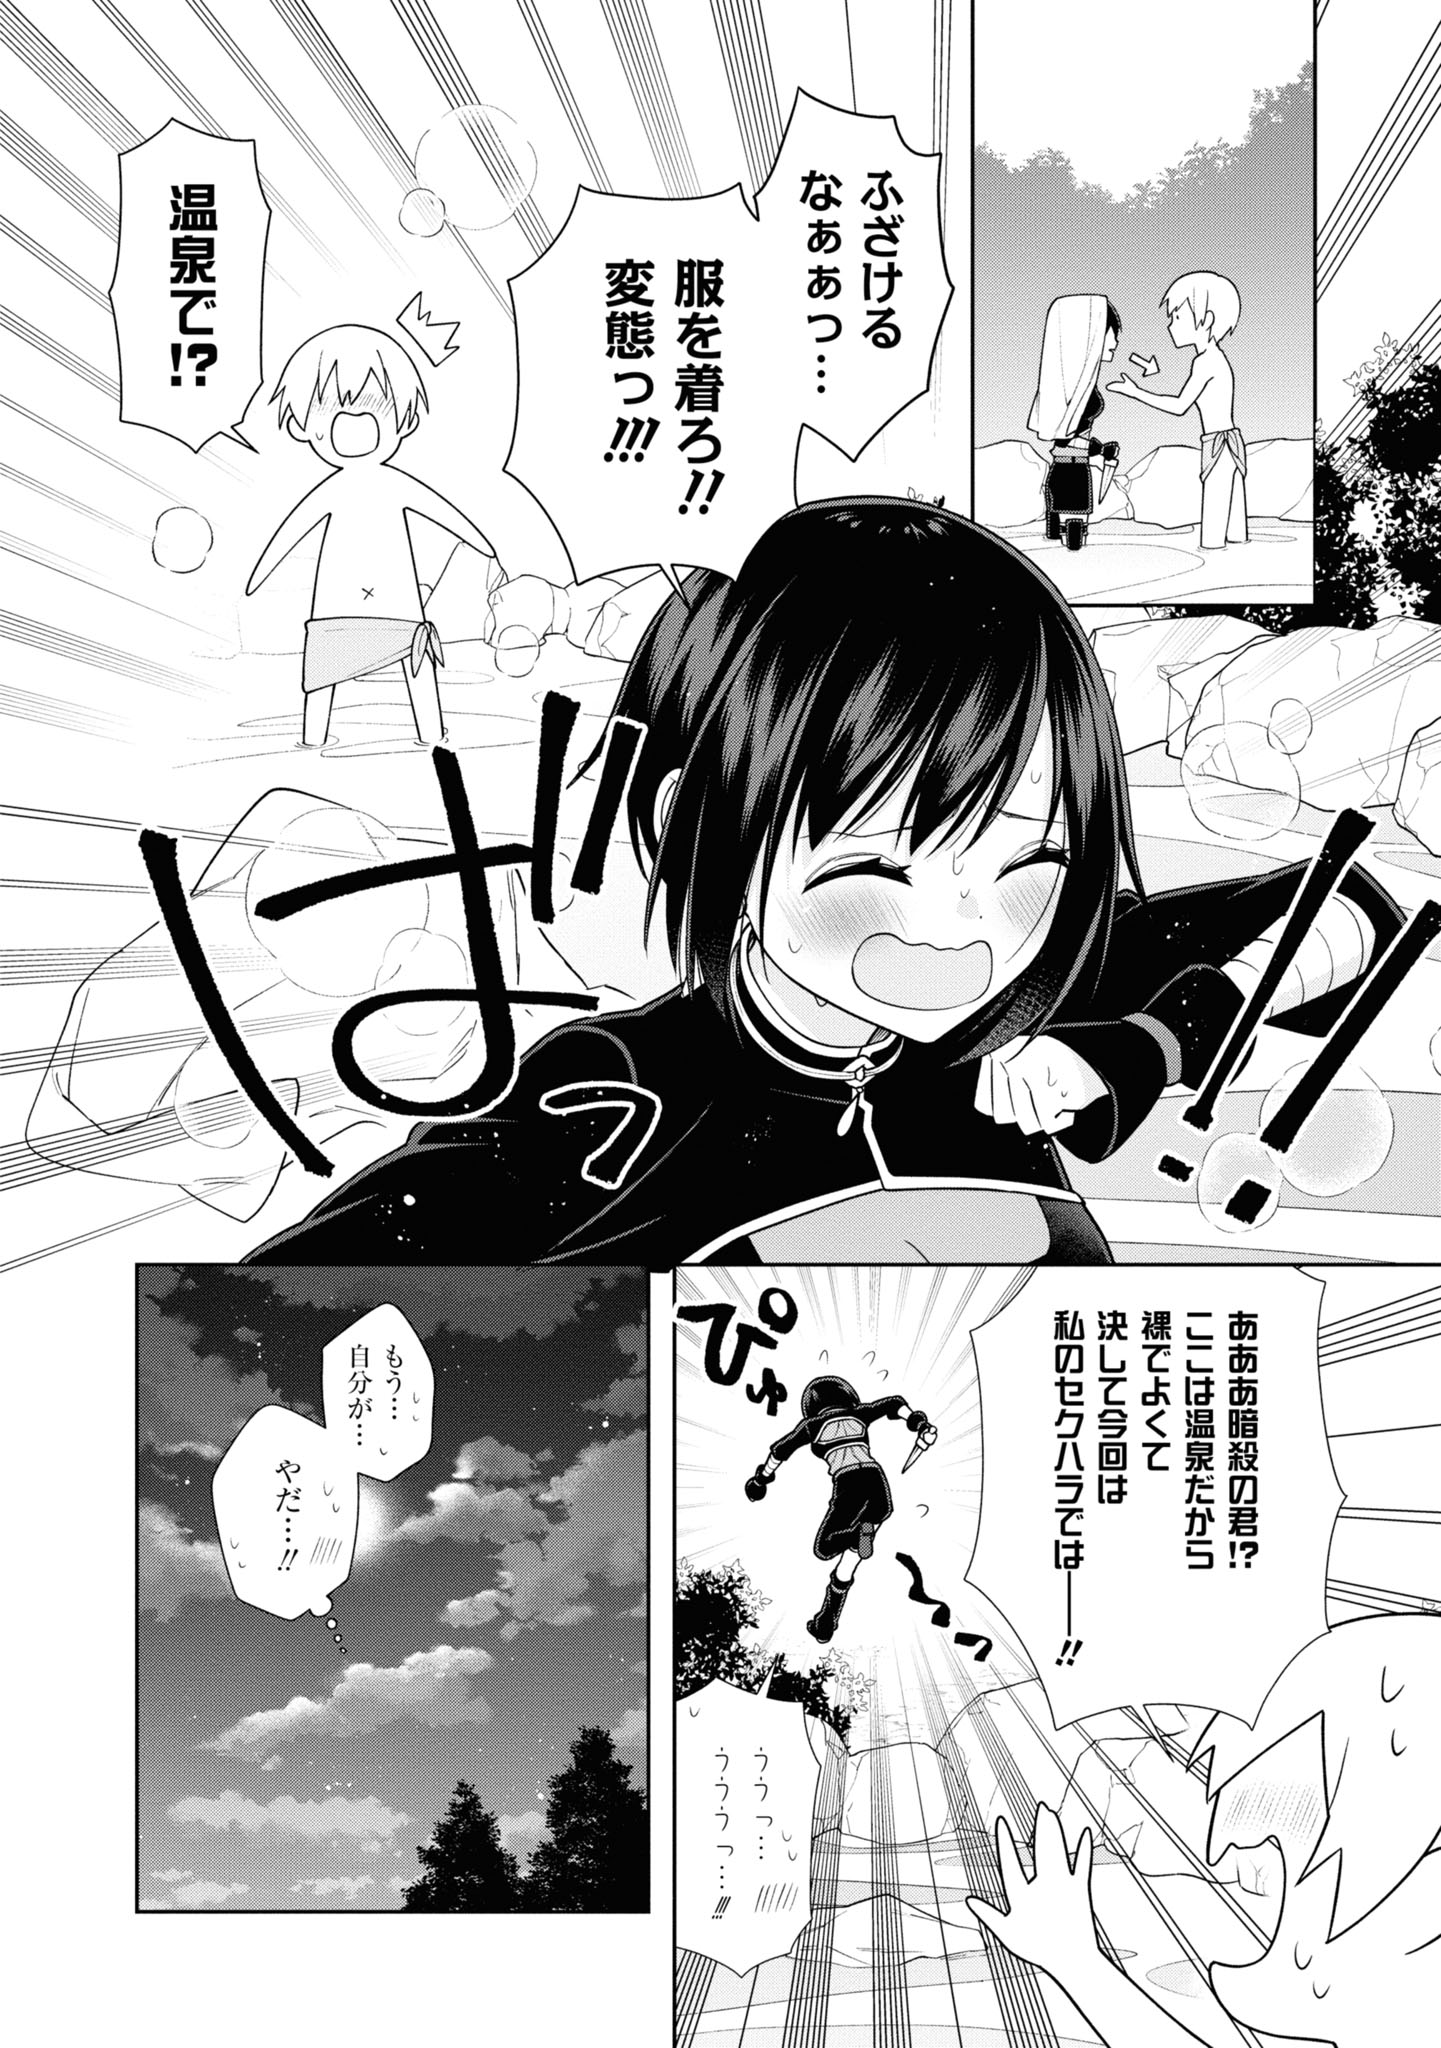 ふざける
なぁぁっ…
服を着ろ!!
変態っ!!!
温泉で!?
ばっ!!
あああ暗殺の君!?
ここは温泉だから
裸でよくて
決して今回は
私のセクハラでは――!!
ぴゅーっ
ううっ…
うううっ…!!!
もう…
自分が…
やだ…!!